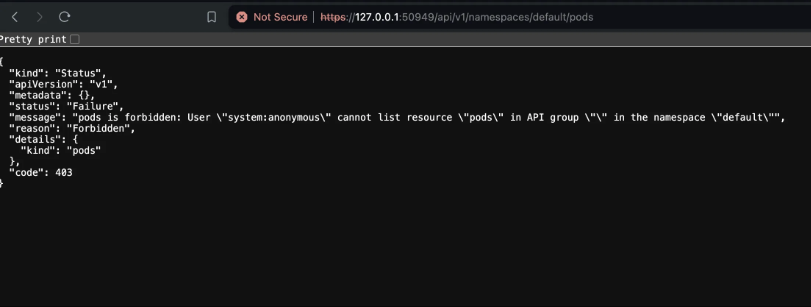 Not Secure | https://127.0.0.1:50949/api/v1/namespaces/default/pods
Pretty print
{
"kind": "Status",
"apiVersion": "v1",
"metadata": {},
"status": "Failure",
"message": "pods is forbidden: User \"system:anonymous\" cannot list resource \"pods\" in API group \"\" in the namespace \"default\"",
"reason": "Forbidden",
"details": {
"kind": "pods"
},
"code": 403
}